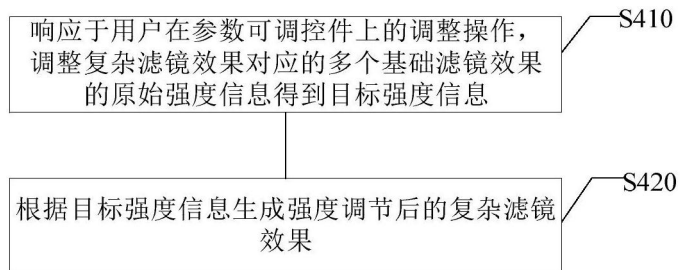 响应于用户在参数可调控件上的调整操作，
调整复杂滤镜效果对应的多个基础滤镜效果
的原始强度信息得到目标强度信息
S410
根据目标强度信息生成强度调节后的复杂滤镜
效果
S420